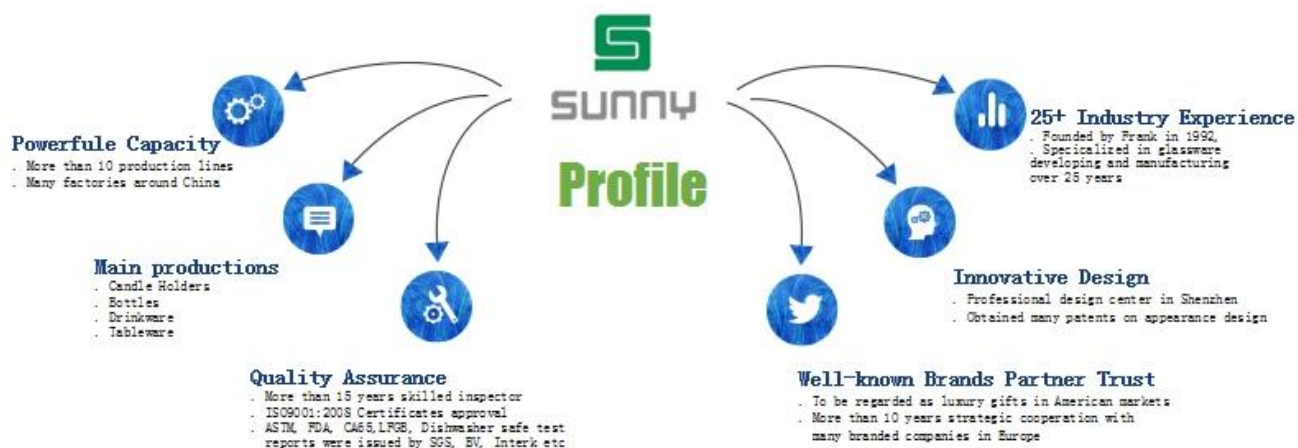 SUNNY
Profile
Powerfule Capacity
. More than 10 production lines
. Many factories around China
Main productions
. Candle Holders
. Bottles
. Drinkware
. Tableware
Quality Assurance
. More than 15 years skilled inspector
. ISO9001:2008 Certificates approval
. ASTM, FDA, CA65,LFGB, Dishwasher safe test
reports were issued by SGS, BV, Interk etc
25+ Industry Experience
. Founded by Frank in 1992,
. Specicalized in glassware
developing and manufacturing
over 25 years
Innovative Design
. Professional design center in Shenzhen
. Obtained many patents on appearance design
Well-known Brands Partner Trust
. To be regarded as luxury gifts in American markets
. More than 10 years strategic cooperation with
many branded companies in Europe